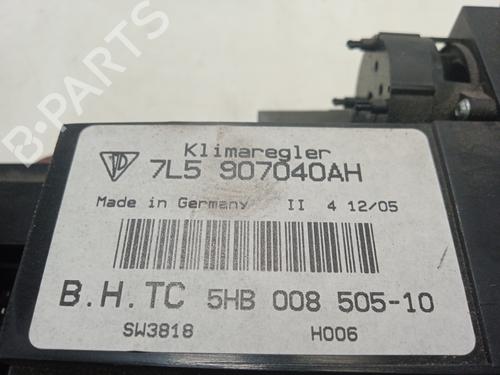 B-Parts
Klimaregler
7L5 907040AH
Made in Germany II 4 12/05
B.H.TC 5HB 008 505-10
SW3818 H006